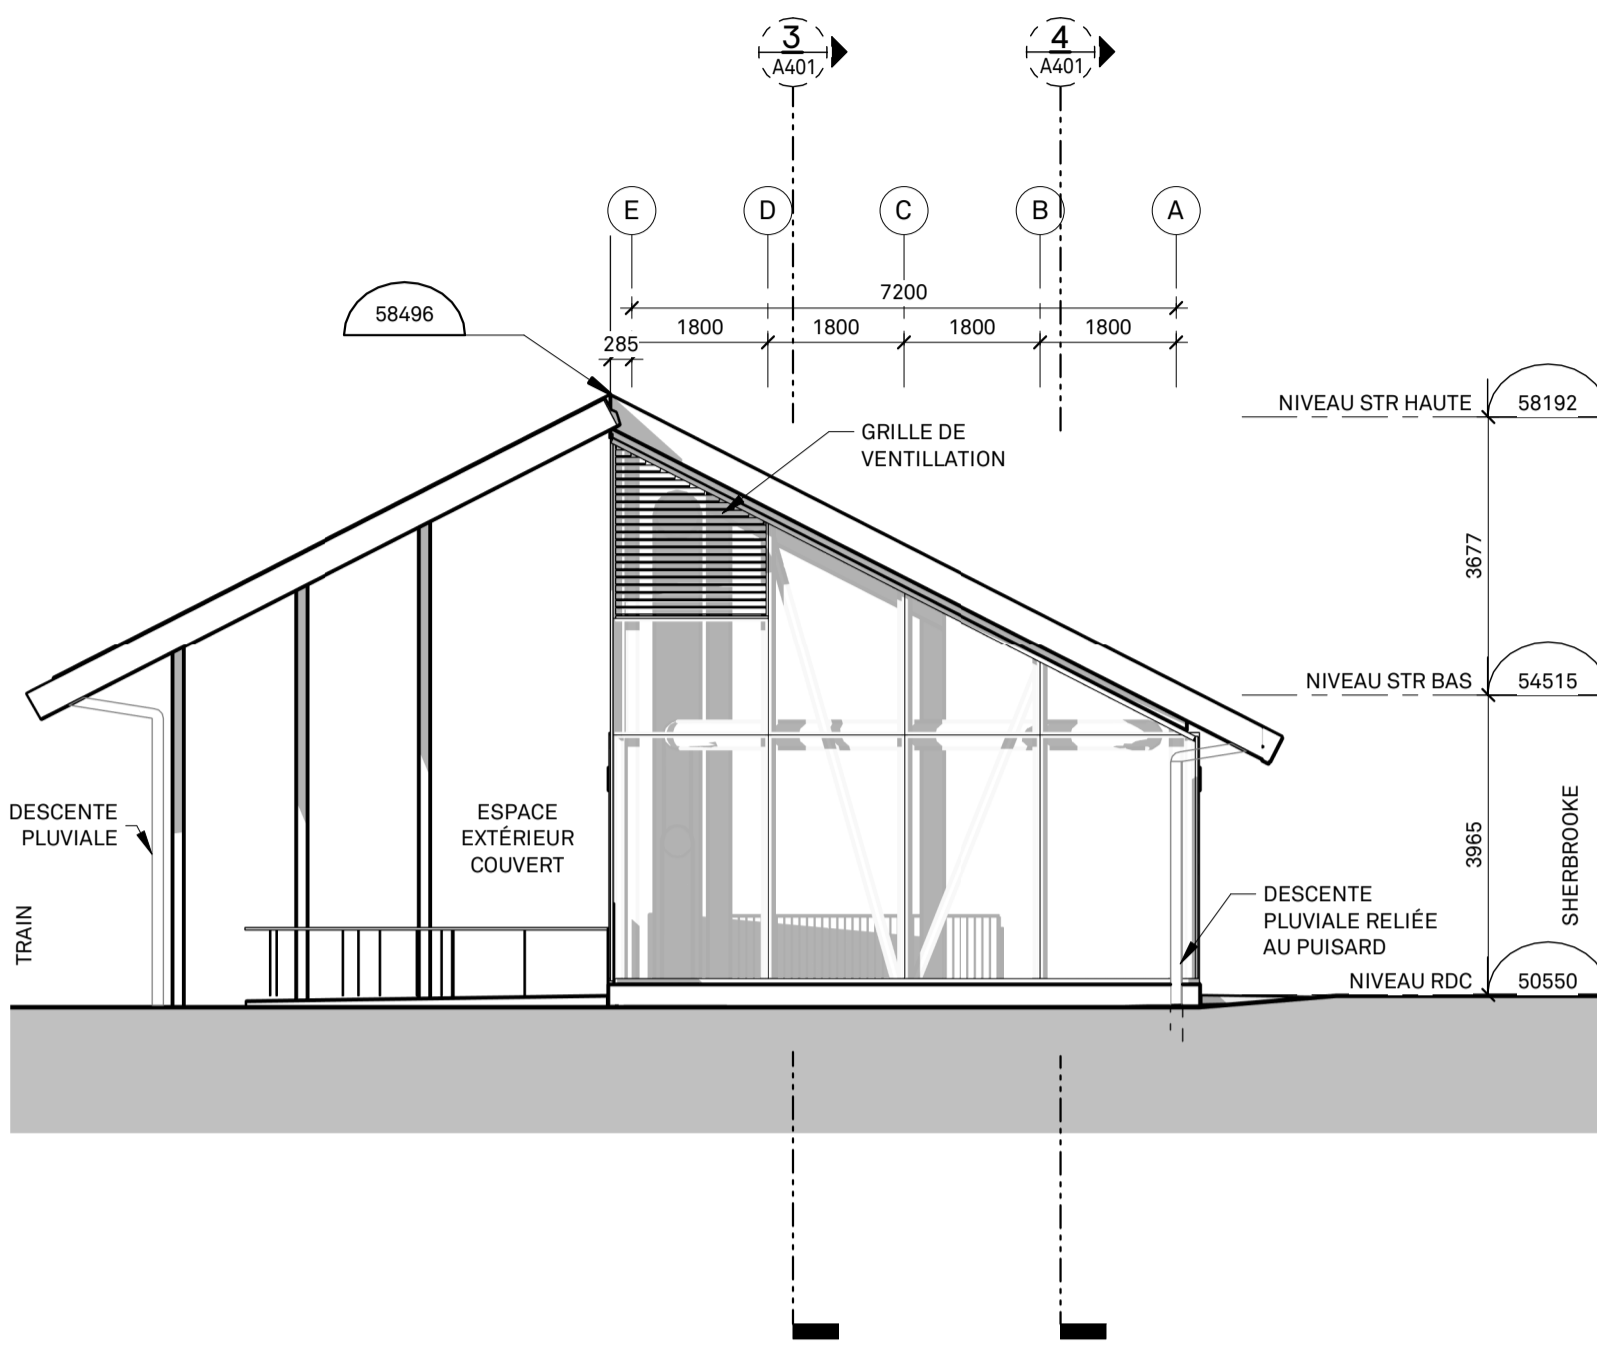 3
A401
4
A401
E
D
C
B
A
7200
1800
1800
1800
1800
285
58496
NIVEAU STR HAUTE
58192
GRILLE DE
VENTILLATION
3677
NIVEAU STR BAS
54515
DESCENTE
PLUVIALE
ESPACE
EXTÉRIEUR
COUVERT
3965
SHERBROOKE
TRAIN
DESCENTE
PLUVIALE RELIÉE
AU PUISARD
NIVEAU RDC
50550